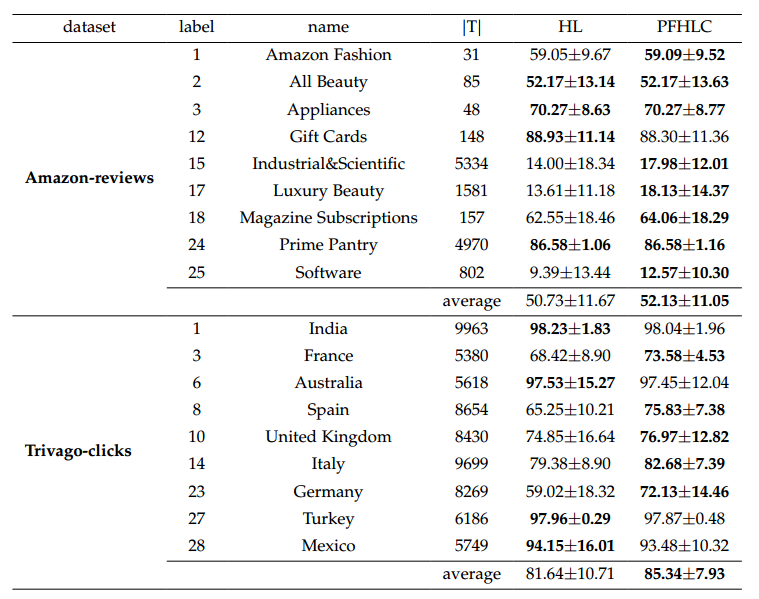 dataset label name |T| HL PFHLC
1 Amazon Fashion 31 59.05±9.67 59.09±9.52
2 All Beauty 85 52.17±13.14 52.17±13.63
3 Appliances 48 70.27±8.63 70.27±8.77
12 Gift Cards 148 88.93±11.14 88.30±11.36
15 Industrial&Scientific 5334 14.00±18.34 17.98±12.01
Amazon-reviews
17 Luxury Beauty 1581 13.61±11.18 18.13±14.37
18 Magazine Subscriptions 157 62.55±18.46 64.06±18.29
24 Prime Pantry 4970 86.58±1.06 86.58±1.16
25 Software 802 9.39±13.44 12.57±10.30
average 50.73±11.67 52.13±11.05
1 India 9963 98.23±1.83 98.04±1.96
3 France 5380 68.42±8.90 73.58±4.53
6 Australia 5618 97.53±15.27 97.45±12.04
8 Spain 8654 65.25±10.21 75.83±7.38
10 United Kingdom 8430 74.85±16.64 76.97±12.82
Trivago-clicks
14 Italy 9699 79.38±8.90 82.68±7.39
23 Germany 8269 59.02±18.32 72.13±14.46
27 Turkey 6186 97.96±0.29 97.87±0.48
28 Mexico 5749 94.15±16.01 93.48±10.32
average 81.64±10.71 85.34±7.93